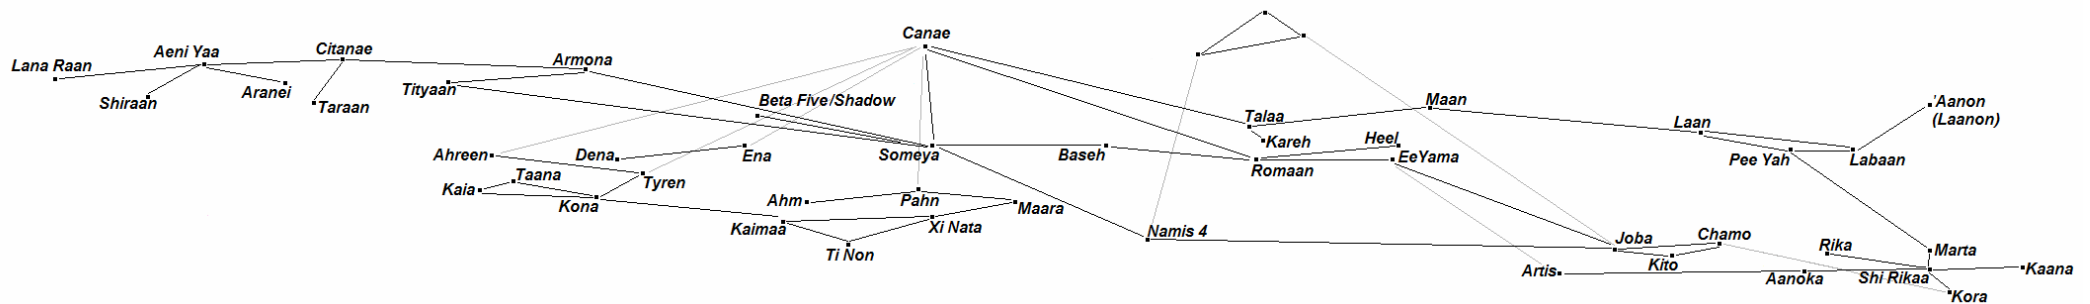 Canae
Citanae
Aeni Yaa
Armona
Lana Raan
Tityaan
Aranei
Shiraan
Taraan
Beta Five/Shadow
Maan
'Aanon
(Laanon)
Talaa
Laan
Kareh
Heel
Ahreen
Dena
Ena
Someya
Baseh
EeYama
Pee Yah
Labaan
Romaan
Taana
Tyren
Kaia
Kona
Ahm
Pahn
Maara
Kaimaa
Xi Nata
Ti Non
Namis 4
Joba
Chamo
Rika
Marta
Kito
Artis
Aanoka
Shi Rikaa
Kaana
Kora